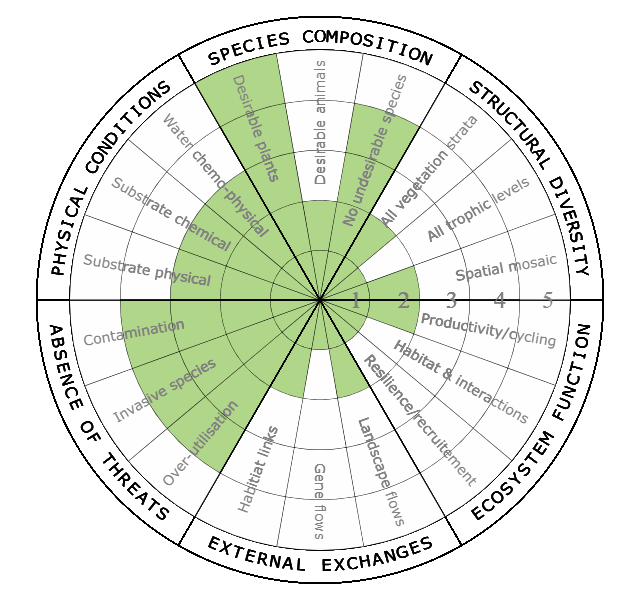 SPECIES COMPOSITION
Desirable plants
Desirable animals
No undesirable species
STRUCTURAL DIVERSITY
All vegetation strata
All trophic levels
Spatial mosaic
ECOSYSTEM FUNCTION
Productivity/cycling
Habitat & interactions
Resilience/recruitement
EXTERNAL EXCHANGES
Landscape flows
Gene flows
Habitiat links
ABSENCE OF THREATS
Over-utilisation
Invasive species
Contamination
PHYSICAL CONDITIONS
Substrate physical
Substrate chemical
Water chemo-physical
1 2 3 4 5